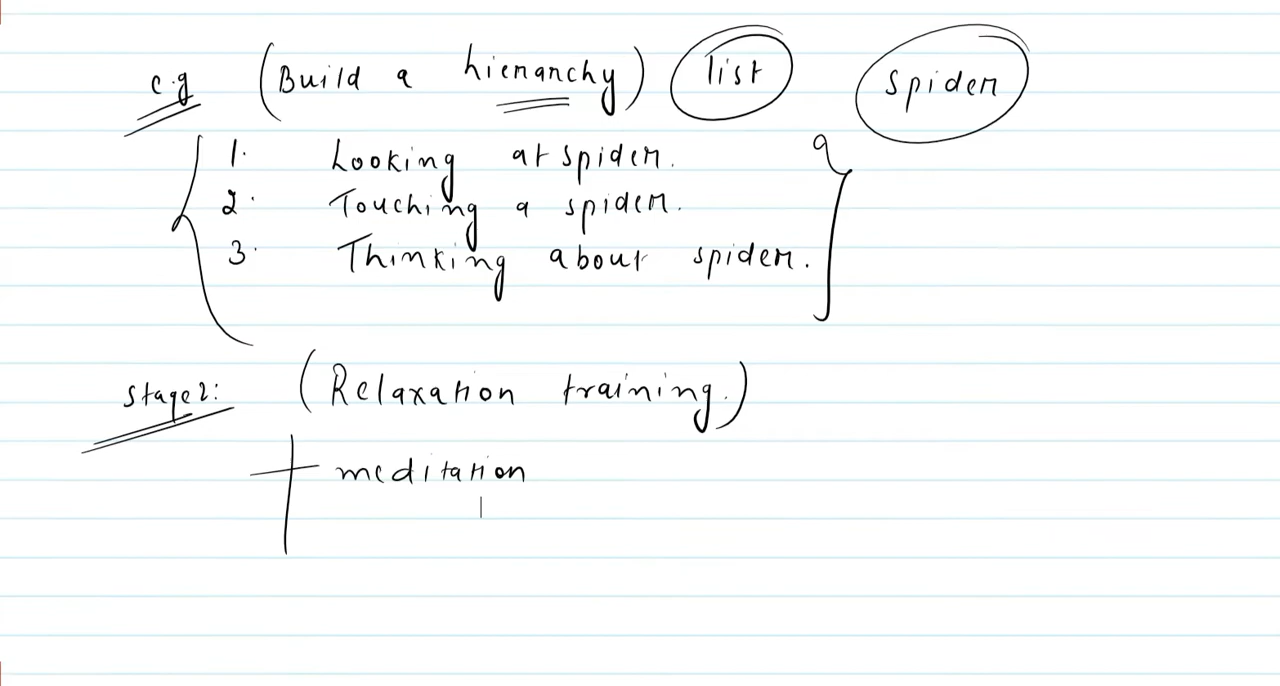 e.g (Build a hierarchy) list spider
1. Looking at spider.
2. Touching a spider.
3. Thinking about spider.
Stage 2: (Relaxation training.)
meditation